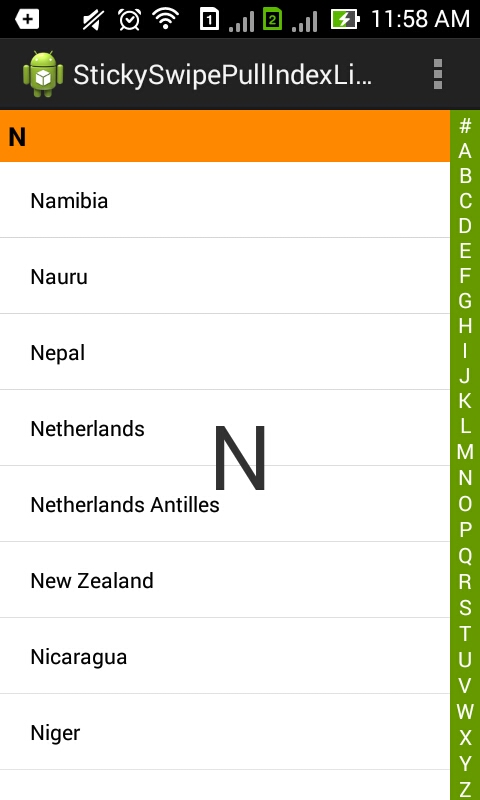 1 2 11:58 AM
StickySwipePullIndexLi...
N
Namibia
Nauru
Nepal
Netherlands
N
Netherlands Antilles
New Zealand
Nicaragua
Niger
#
A
B
C
D
E
F
G
H
I
J
K
L
M
N
O
P
Q
R
S
T
U
V
W
X
Y
Z